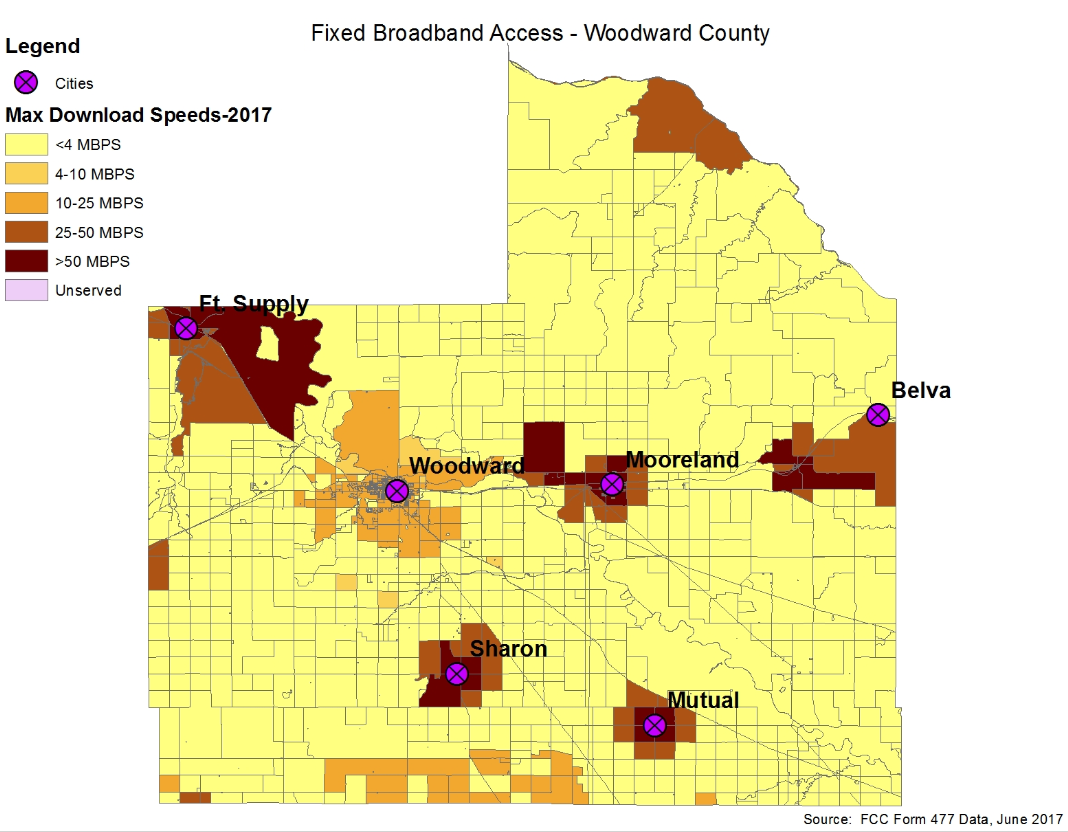 Fixed Broadband Access - Woodward County
Legend
Cities
Max Download Speeds-2017
<4 MBPS
4-10 MBPS
10-25 MBPS
25-50 MBPS
>50 MBPS
Unserved
Ft. Supply
Belva
Woodward
Mooreland
Sharon
Mutual
Source: FCC Form 477 Data, June 2017